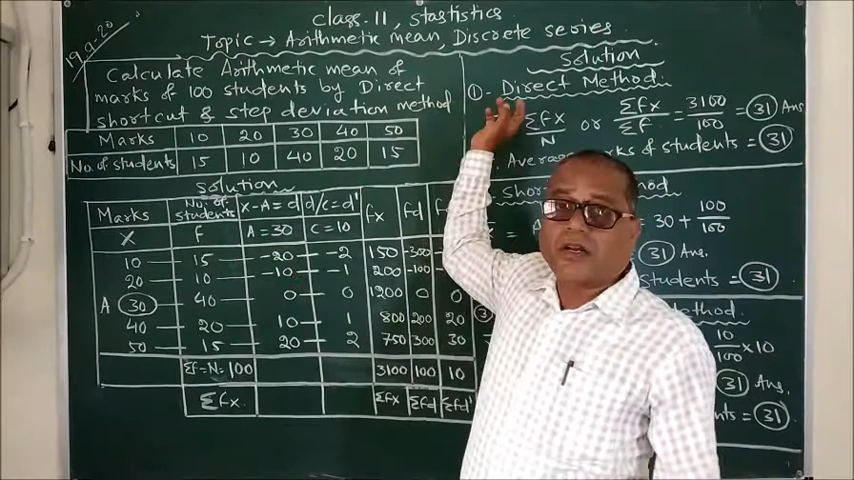 Class. 11, Stastistics
19-9-20
Topic → Arithmetic mean, Discrete series
Calculate Arithmetic mean of
marks of 100 students by Direct
shortcut & step deviation method
Marks 10 20 30 40 50
No. of Students 15 10 40 20 15
Solution
Marks No. of students X-A=d d/c=d' fx fd
X F A=30 C=10
10 15 -20 -2 150 -300
20 10 -10 -1 200 -100
A 30 40 0 0 1200 0 0
40 20 10 1 800 200 20
50 15 20 2 750 300 30
Σf=N=100 3100 100 10
Σfx Σfx Σfd Σfd'
Solution
①- Direct Method
Σfx/N or Σfx/Σf = 3100/100 = 31 Ans
Average Marks of students = 31
30 + 100/100
31 Ans.
students = 31
Method
10/100 x10
31 Ans.
= 31